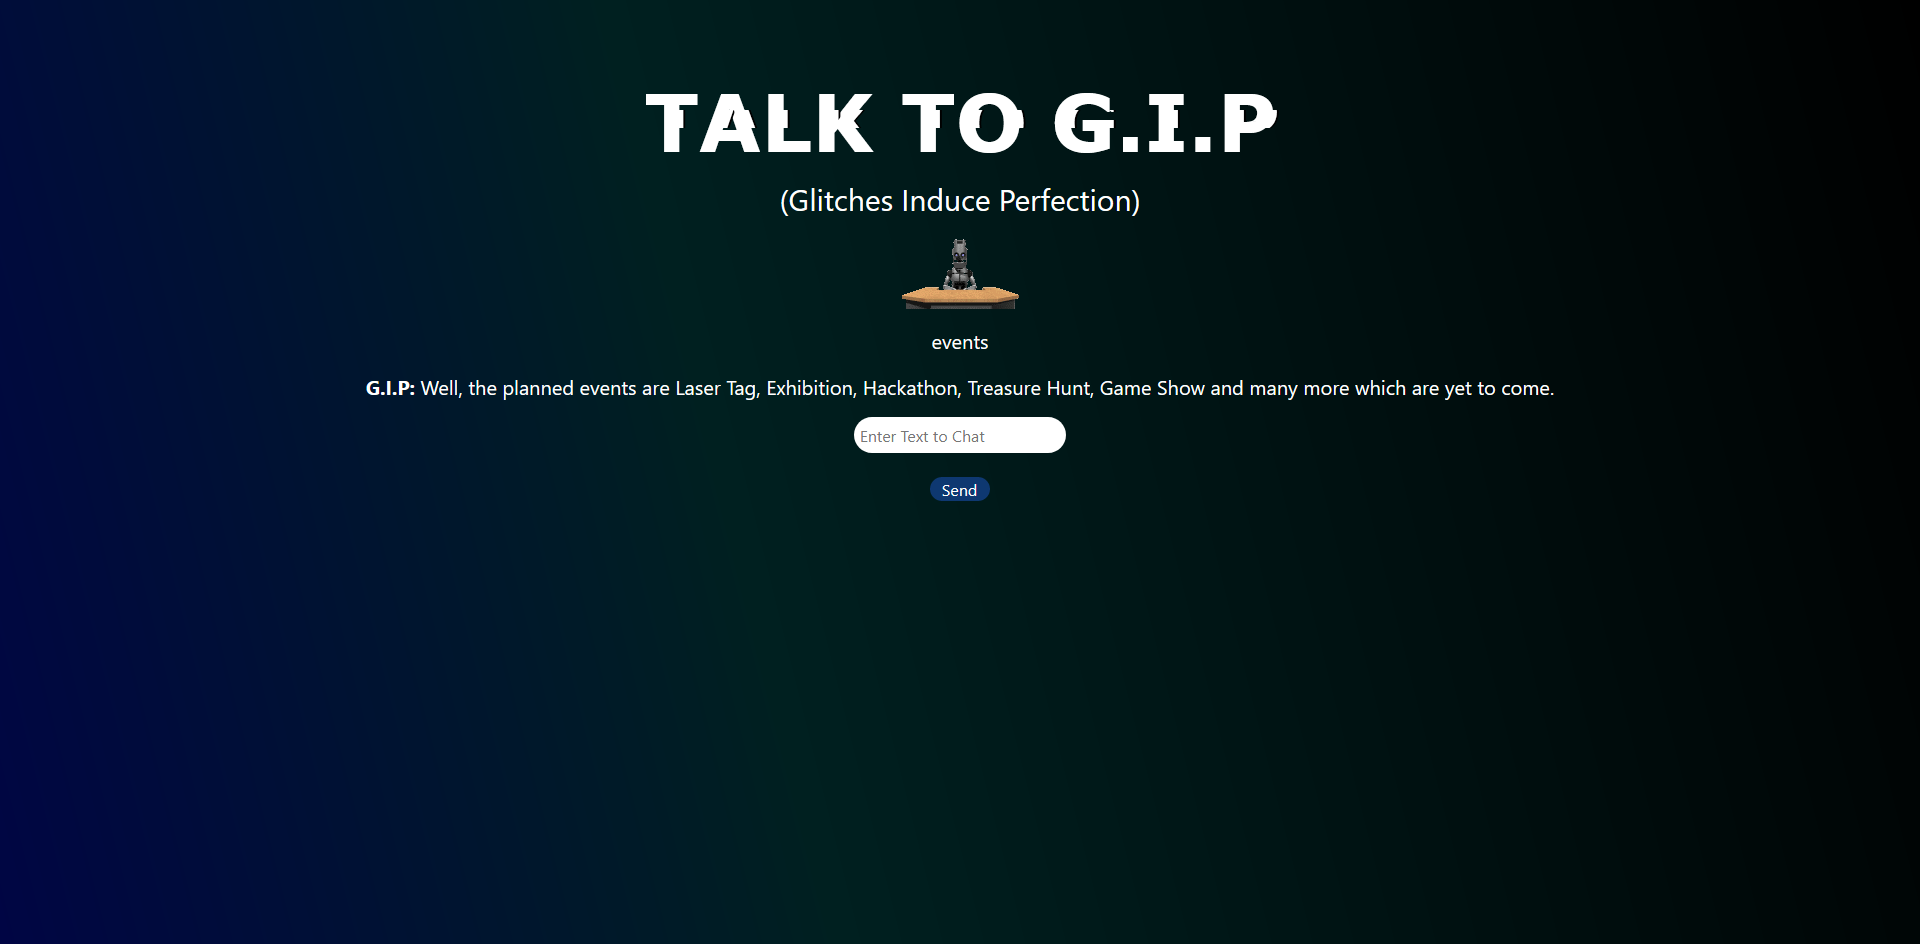 TALK TO G.I.P
(Glitches Induce Perfection)
events
G.I.P: Well, the planned events are Laser Tag, Exhibition, Hackathon, Treasure Hunt, Game Show and many more which are yet to come.
Enter Text to Chat
Send